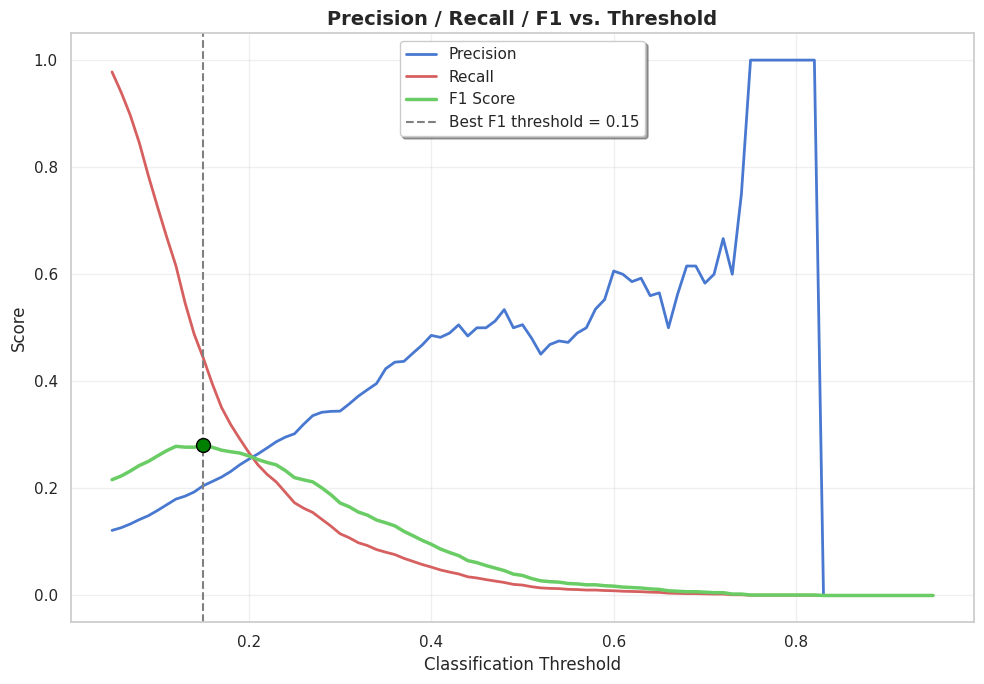 Precision / Recall / F1 vs. Threshold
Precision
Recall
F1 Score
Best F1 threshold = 0.15
Score
1.0
0.8
0.6
0.4
0.2
0.0
0.2
0.4
0.6
0.8
Classification Threshold